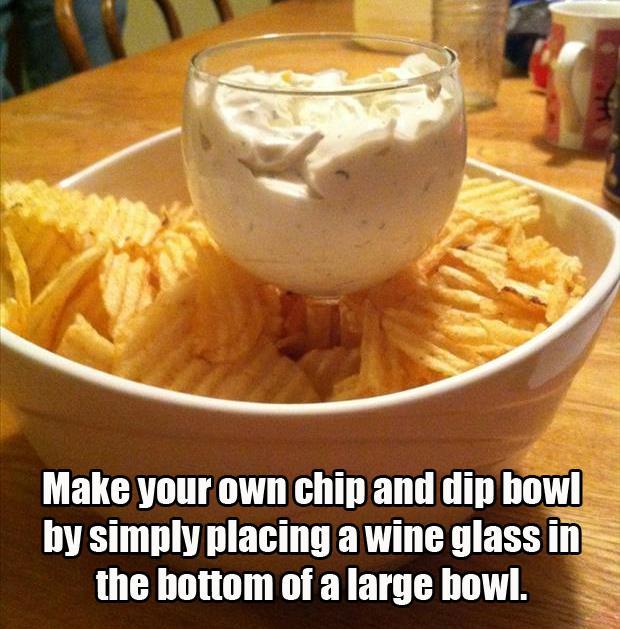 Make your own chip and dip bowl
by simply placing a wine glass in
the bottom of a large bowl.